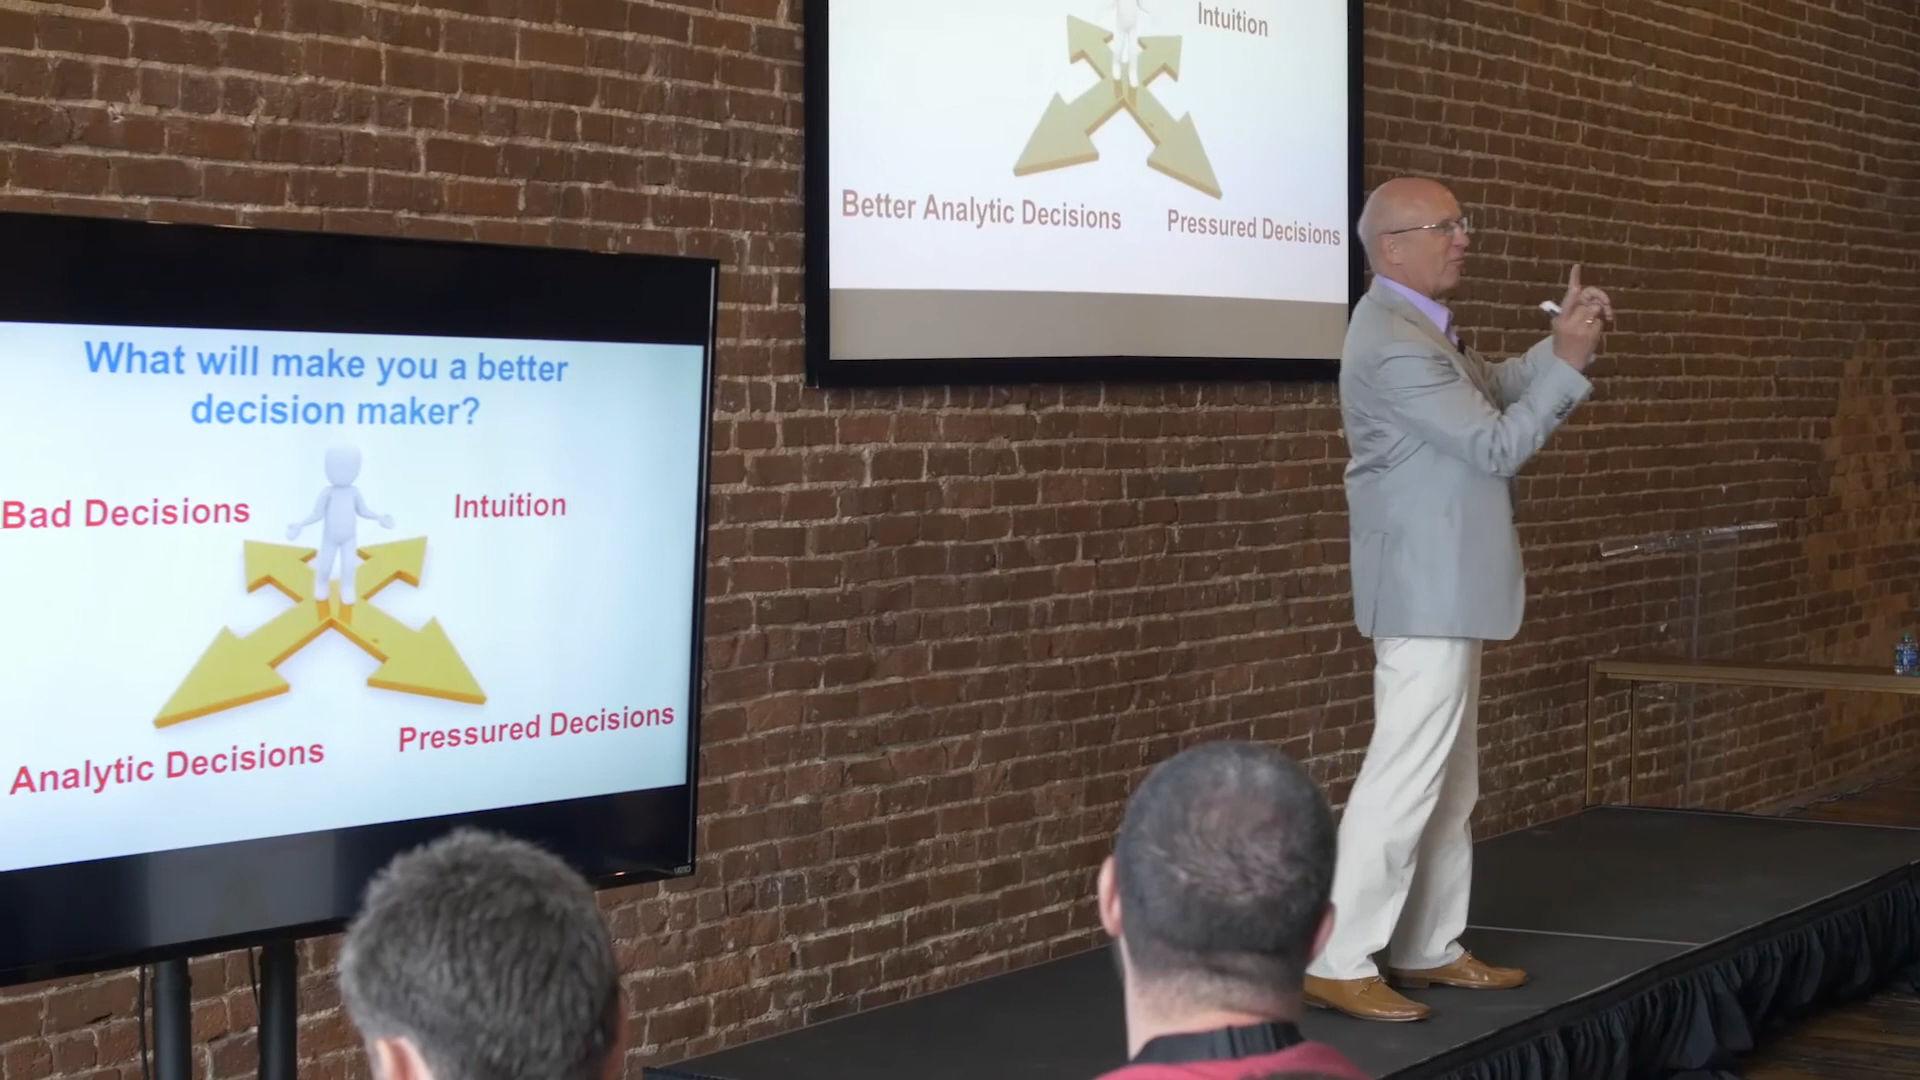 Intuition
Better Analytic Decisions
Pressured Decisions
What will make you a better
decision maker?
Bad Decisions
Intuition
Analytic Decisions
Pressured Decisions
VIZIO